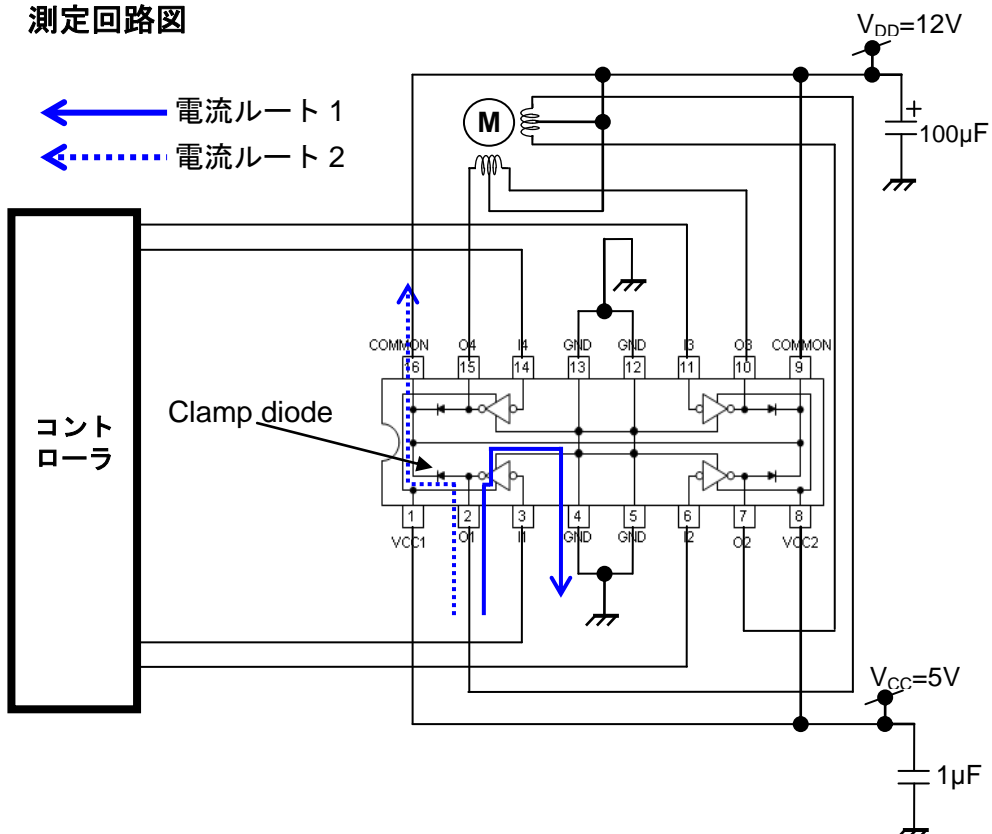 測定回路図
VDD=12V
電流ルート 1
電流ルート 2
M
+
100µF
COMMON O4 I4 GND GND I3 O3 COMMON
16 15 14 13 12 11 10 9
Clamp diode
コント
ローラ
1 2 3 4 5 6 7 8
VCC1 O1 I1 GND GND I2 O2 VCC2
VCC=5V
1µF